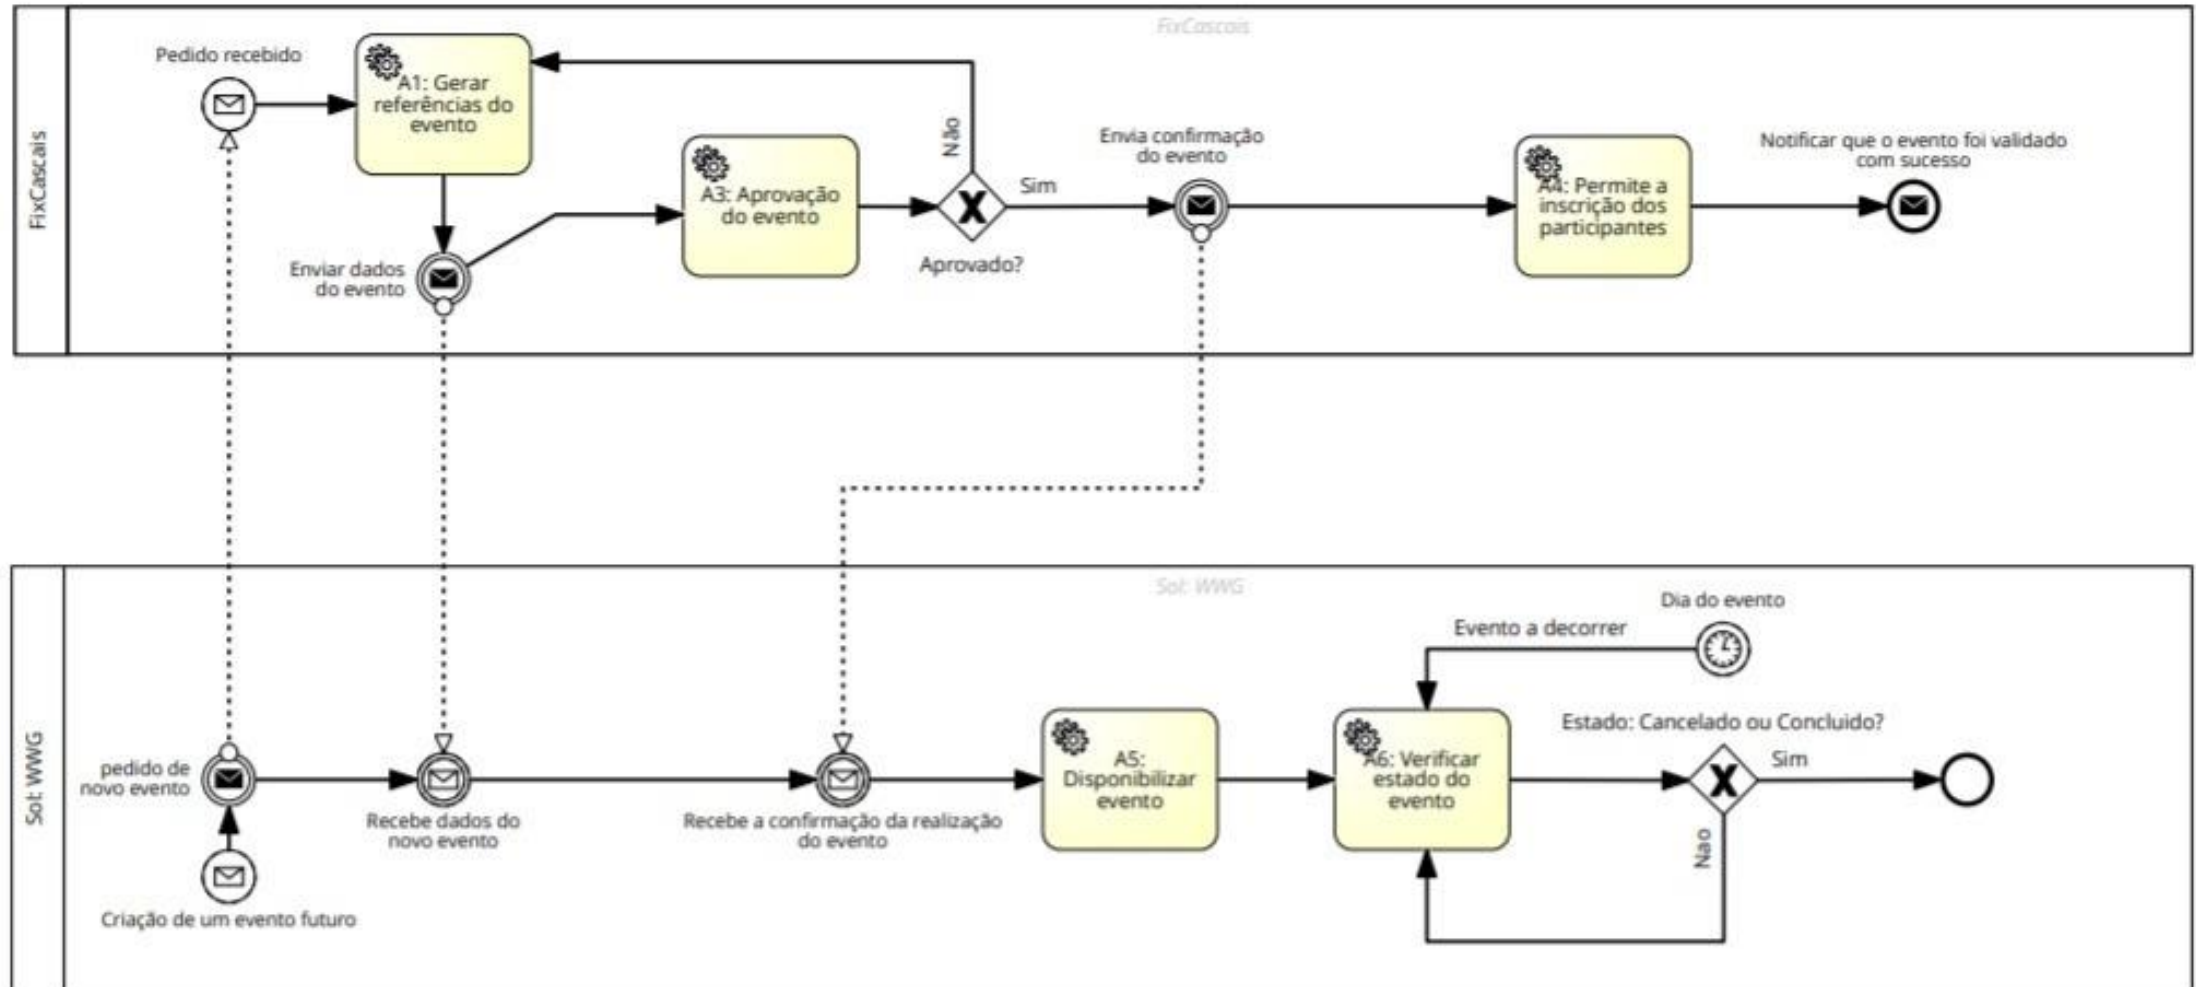 FixCascais
FixCascais
Pedido recebido
A1: Gerar
referências do
evento
Enviar dados
do evento
A3: Aprovação
do evento
Não
Sim
Aprovado?
Envia confirmação
do evento
A4: Permite a
inscrição dos
participantes
Notificar que o evento foi validado
com sucesso
Sol: WWG
Sol: WWG
pedido de
novo evento
Criação de um evento futuro
Recebe dados do
novo evento
Recebe a confirmação da realização
do evento
A5:
Disponibilizar
evento
A6: Verificar
estado do
evento
Evento a decorrer
Dia do evento
Estado: Cancelado ou Concluido?
Sim
Nao